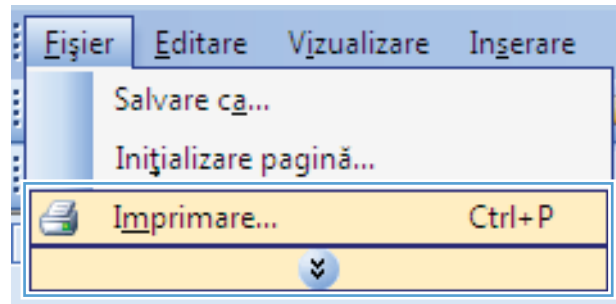 Fişier Editare Vizualizare Inserare
Salvare ca...
Iniţializare pagină...
Imprimare... Ctrl+P